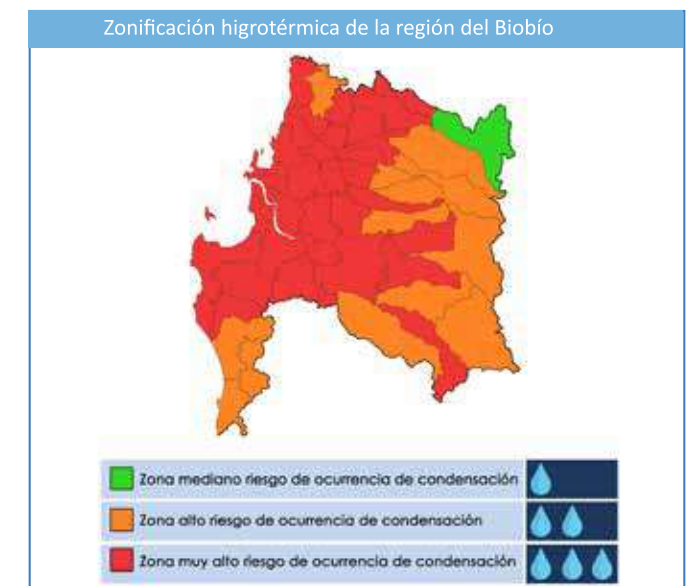 Zonificación higrotérmica de la región del Biobío
Zona mediano riesgo de ocurrencia de condensación
Zona alto riesgo de ocurrencia de condensación
Zona muy alto riesgo de ocurrencia de condensación